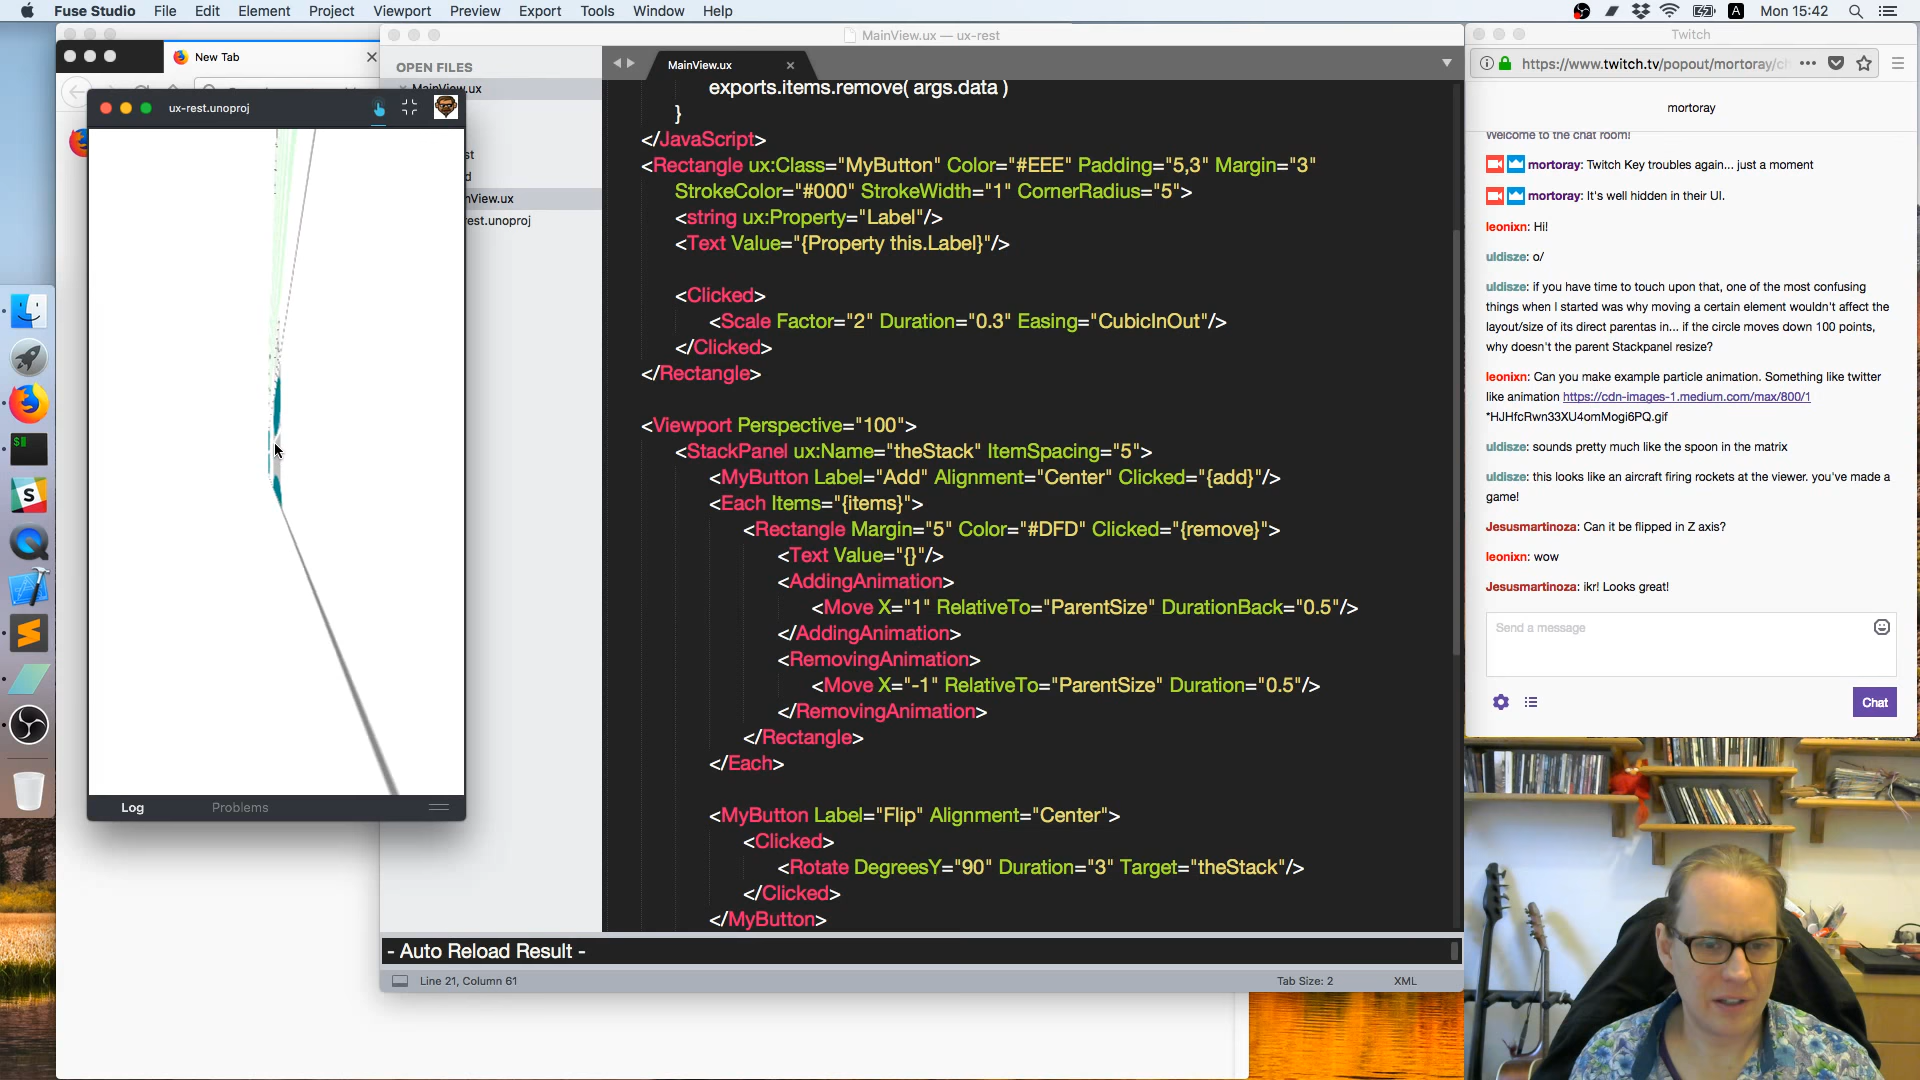 Fuse Studio File Edit Element Project Viewport Preview Export Tools Window Help
A Mon 15:42
New Tab
ux-rest.unoproj
Log Problems
MainView.ux — ux-rest
OPEN FILES
MainView.ux
MainView.ux
exports.items.remove( args.data )
}
</JavaScript>
<Rectangle ux:Class="MyButton" Color="#EEE" Padding="5,3" Margin="3"
StrokeColor="#000" StrokeWidth="1" CornerRadius="5">
<string ux:Property="Label"/>
<Text Value="{Property this.Label}"/>
<Clicked>
<Scale Factor="2" Duration="0.3" Easing="CubicInOut"/>
</Clicked>
</Rectangle>
<Viewport Perspective="100">
<StackPanel ux:Name="theStack" ItemSpacing="5">
<MyButton Label="Add" Alignment="Center" Clicked="{add}"/>
<Each Items="{items}">
<Rectangle Margin="5" Color="#DFD" Clicked="{remove}">
<Text Value="{}"/>
<AddingAnimation>
<Move X="1" RelativeTo="ParentSize" DurationBack="0.5"/>
</AddingAnimation>
<RemovingAnimation>
<Move X="-1" RelativeTo="ParentSize" Duration="0.5"/>
</RemovingAnimation>
</Rectangle>
</Each>
<MyButton Label="Flip" Alignment="Center">
<Clicked>
<Rotate DegreesY="90" Duration="3" Target="theStack"/>
</Clicked>
</MyButton>
- Auto Reload Result -
Line 21, Column 61
Tab Size: 2 XML
Twitch
https://www.twitch.tv/popout/mortoray/ch
mortoray
Welcome to the chat room!
mortoray: Twitch Key troubles again... just a moment
mortoray: It's well hidden in their UI.
leonixn: Hi!
uldisze: o/
uldisze: if you have time to touch upon that, one of the most confusing
things when I started was why moving a certain element wouldn't affect the
layout/size of its direct parentas in... if the circle moves down 100 points,
why doesn't the parent Stackpanel resize?
leonixn: Can you make example particle animation. Something like twitter
like animation https://cdn-images-1.medium.com/max/800/1
*HJHfcRwn33XU4omMogi6PQ.gif
uldisze: sounds pretty much like the spoon in the matrix
uldisze: this looks like an aircraft firing rockets at the viewer. you've made a
game!
Jesusmartinoza: Can it be flipped in Z axis?
leonixn: wow
Jesusmartinoza: ikr! Looks great!
Send a message
Chat